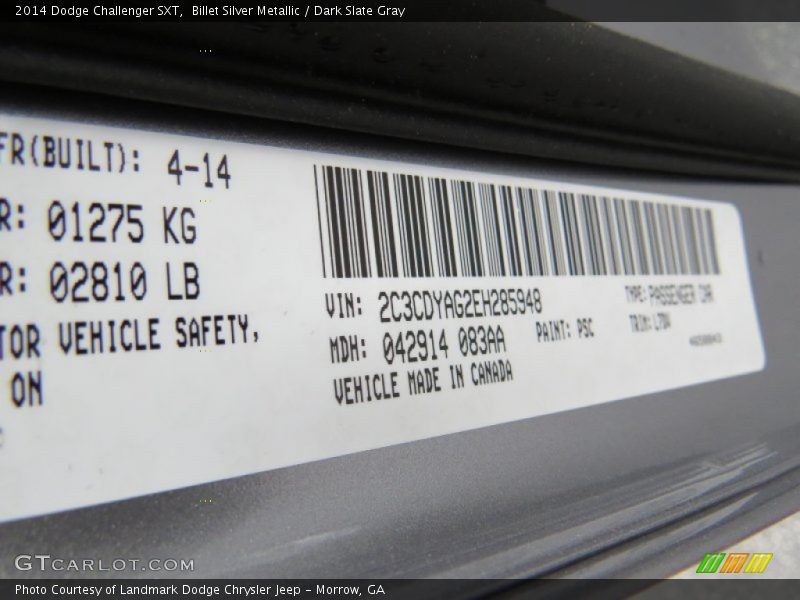 2014 Dodge Challenger SXT,  Billet Silver Metallic / Dark Slate Gray
FR(BUILT): 4-14
R: 01275 KG
R: 02810 LB
TOR VEHICLE SAFETY,
ON
VIN: 2C3CDYAG2EH285948
TYPE: PASSENGER CAR
MDH: 042914 083AA
PAINT: PSC
TRIM:
VEHICLE MADE IN CANADA
GTCARLOT.COM
Photo Courtesy of Landmark Dodge Chrysler Jeep - Morrow, GA